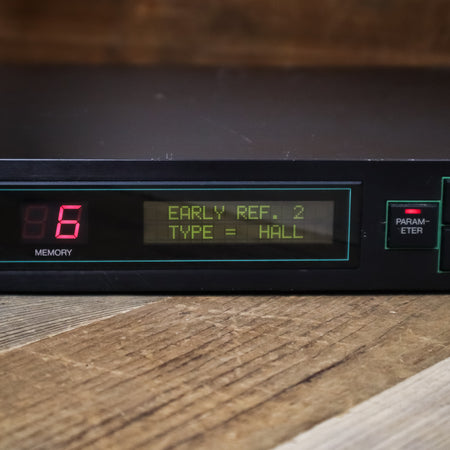 6
MEMORY
EARLY REF. 2
TYPE = HALL
PARAM-
ETER